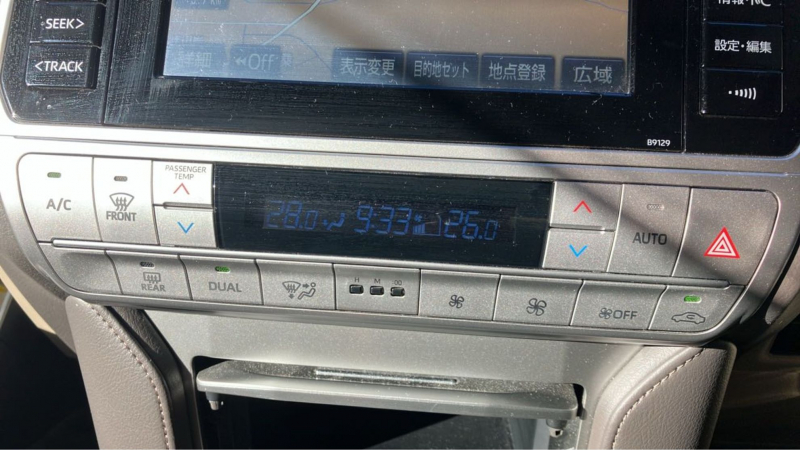 SEEK>
<TRACK
Off
表示変更
目的地セット
地点登録
広域
設定・編集
B9129
A/C
FRONT
PASSENGER
TEMP
28.0
9:33
26.0
AUTO
REAR
DUAL
H
M
OFF